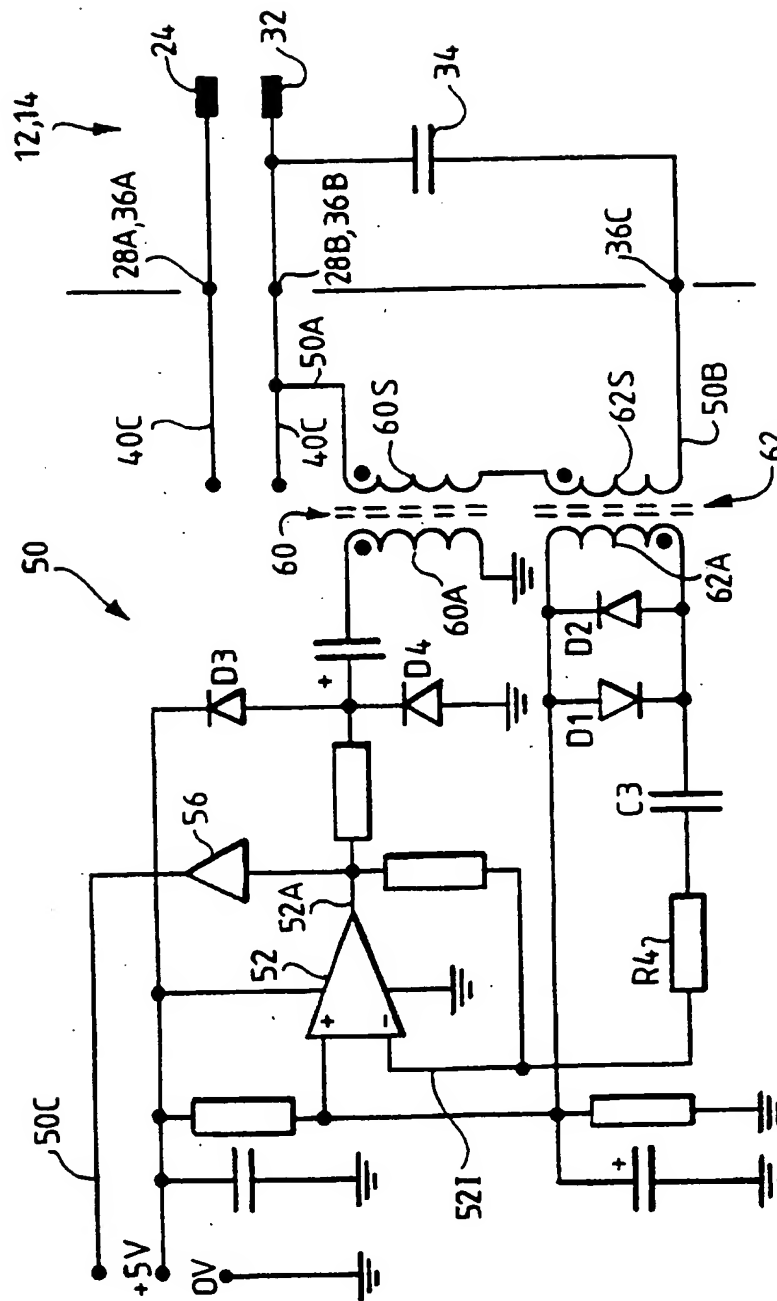 12,14
24
32
34
28A,36A
28B,36B
36C
40C
40C
50A
50B
50
60S
62S
60
62
60A
62A
D3
D4
D2
D1
C3
R4
56
52A
52
+
+
-
52I
+
50C
+5V
0V